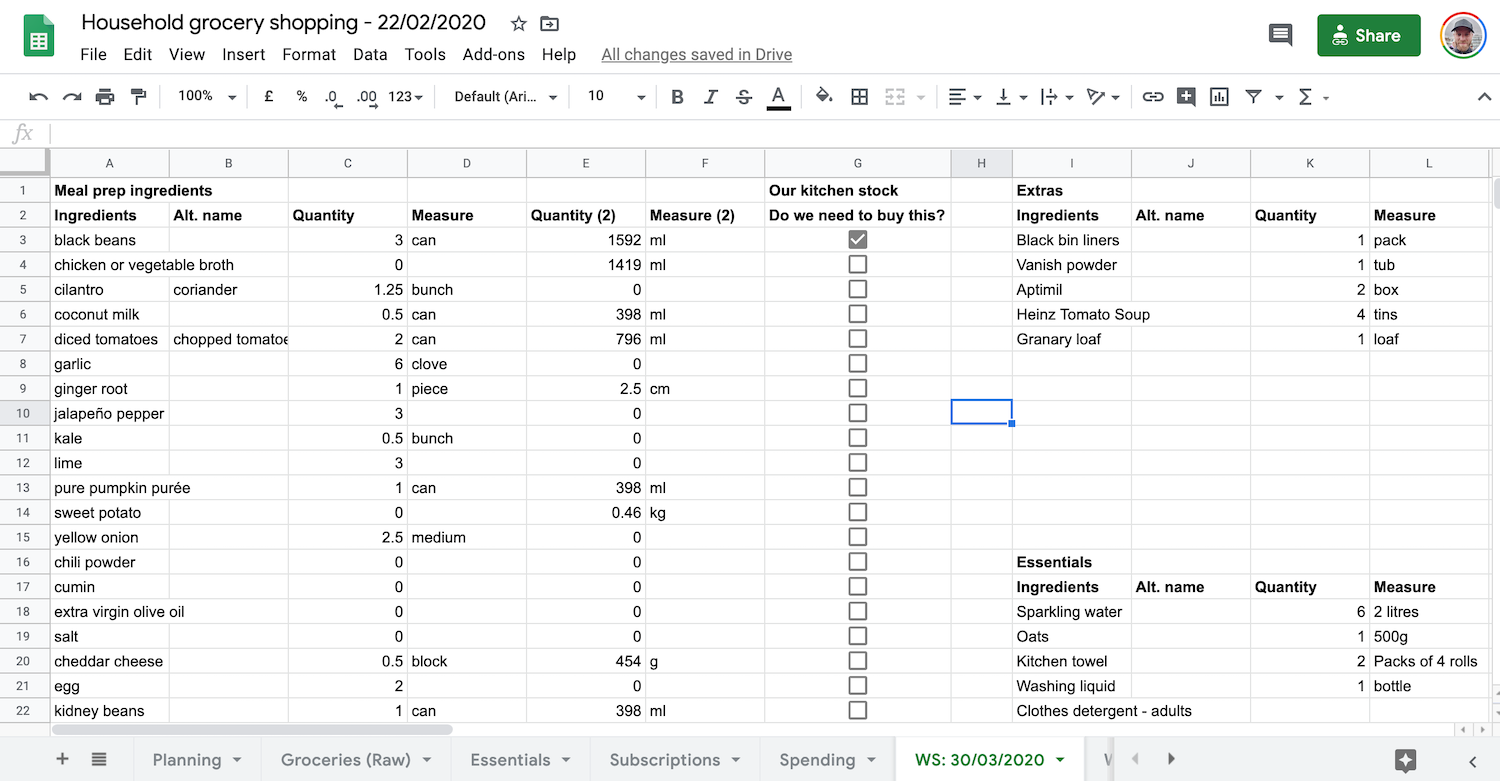 Household grocery shopping - 22/02/2020
Share
File Edit View Insert Format Data Tools Add-ons Help All changes saved in Drive
100% £ % .0 .00 123 Default (Ari... 10 B I S A Σ
fx
A B C D E F G H I J K L
1 Meal prep ingredients Our kitchen stock Extras
2 Ingredients Alt. name Quantity Measure Quantity (2) Measure (2) Do we need to buy this? Ingredients Alt. name Quantity Measure
3 black beans 3 can 1592 ml Black bin liners 1 pack
4 chicken or vegetable broth 0 1419 ml Vanish powder 1 tub
5 cilantro coriander 1.25 bunch 0 Aptimil 2 box
6 coconut milk 0.5 can 398 ml Heinz Tomato Soup 4 tins
7 diced tomatoes chopped tomatoe 2 can 796 ml Granary loaf 1 loaf
8 garlic 6 clove 0
9 ginger root 1 piece 2.5 cm
10 jalapeño pepper 3 0
11 kale 0.5 bunch 0
12 lime 3 0
13 pure pumpkin purée 1 can 398 ml
14 sweet potato 0 0.46 kg
15 yellow onion 2.5 medium 0
16 chili powder 0 0 Essentials
17 cumin 0 0 Ingredients Alt. name Quantity Measure
18 extra virgin olive oil 0 0 Sparkling water 6 2 litres
19 salt 0 0 Oats 1 500g
20 cheddar cheese 0.5 block 454 g Kitchen towel 2 Packs of 4 rolls
21 egg 2 0 Washing liquid 1 bottle
22 kidney beans 1 can 398 ml Clothes detergent - adults
Planning Groceries (Raw) Essentials Subscriptions Spending WS: 30/03/2020